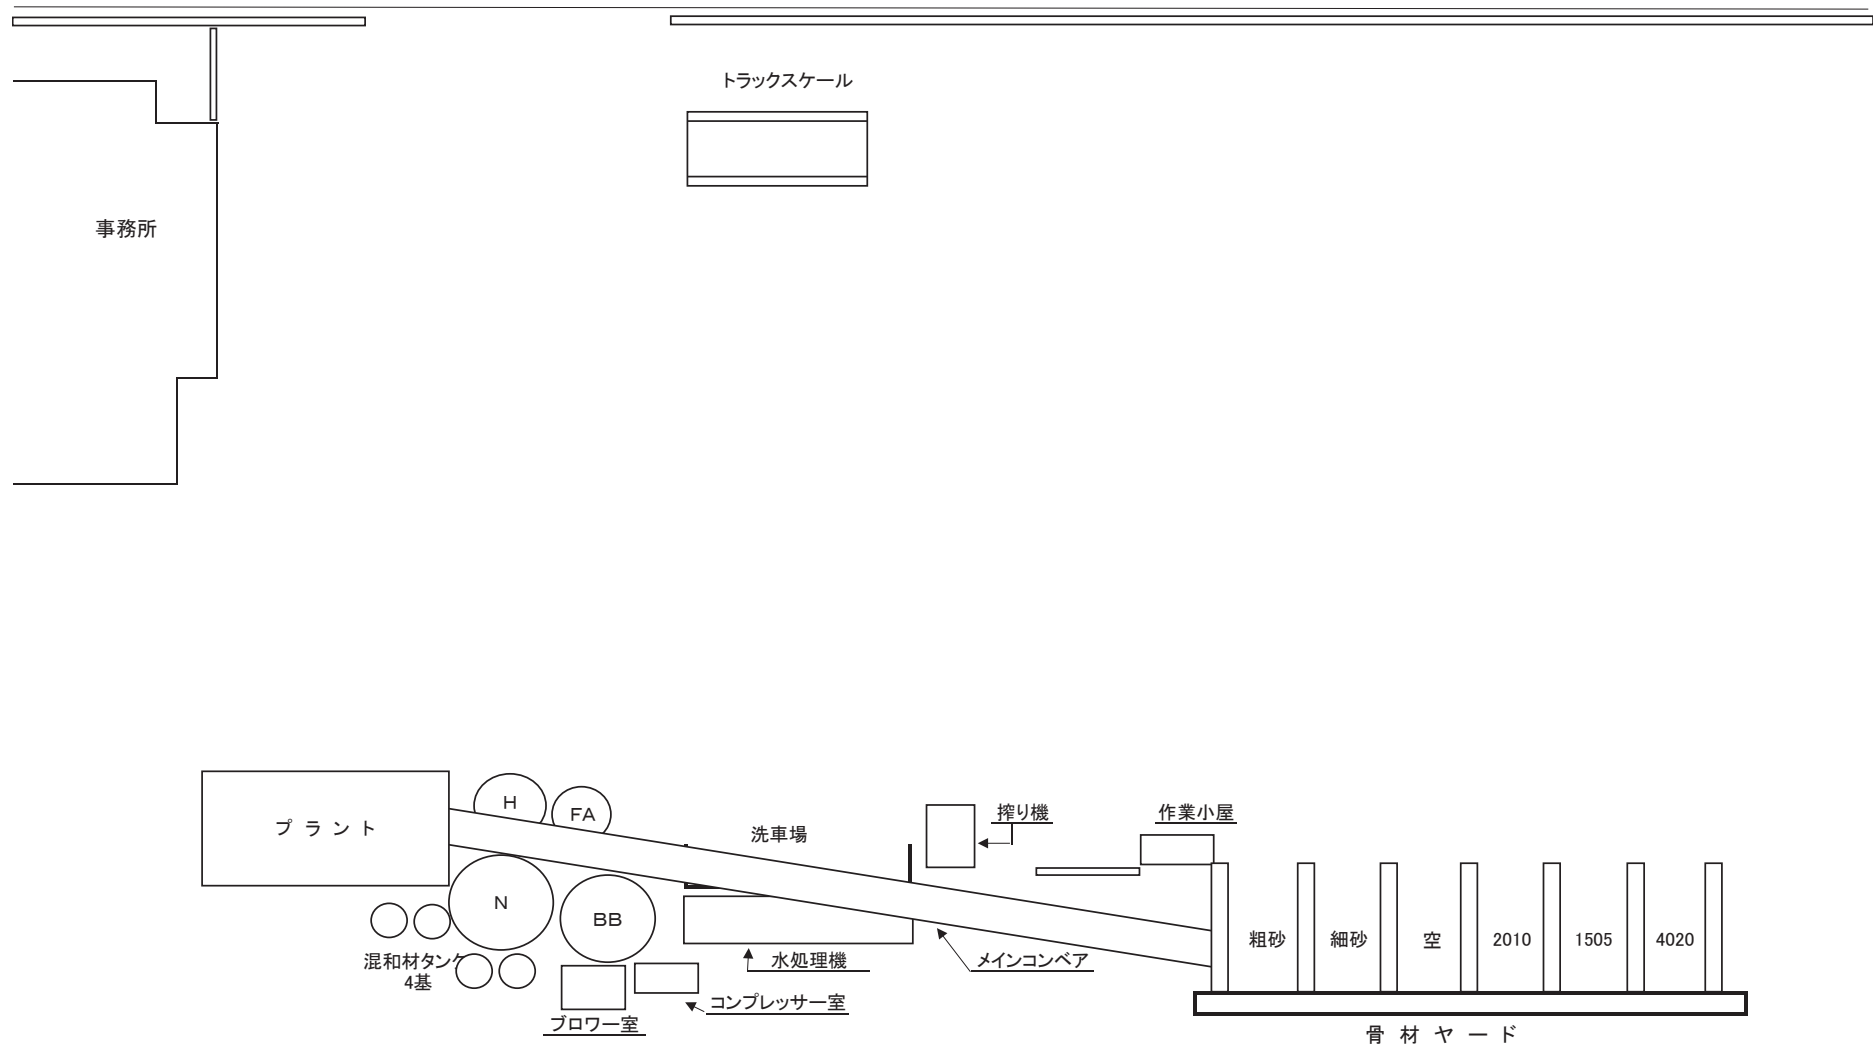 トラックスケール
事務所
プラント
H
FA
洗車場
搾り機
作業小屋
N
BB
混和材タンク
4基
水処理機
メインコンベア
コンプレッサー室
ブロワー室
粗砂
細砂
空
2010
1505
4020
骨材ヤード